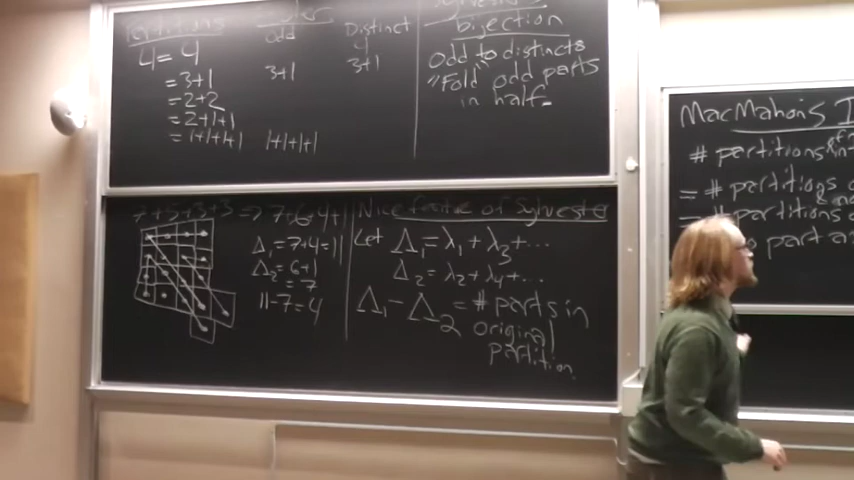 Partitions
4 = 4
= 3+1
= 2+2
= 2+1+1
= 1+1+1+1
odd
3+1
1+1+1+1
Distinct
4
3+1
bijection
Odd to distincts
"Fold odd parts
in half.
7+5+3+3 => 7+6+4+1
Δ₁=7+4=11
Δ₂=6+1
=7
11-7=4
Nice feature of Sylvester
Let Δ₁=λ₁+λ₃+...
Δ₂=λ₂+λ₄+...
Δ₁-Δ₂ = # parts in
original
partition.
MacMahon's
# partitions
= # partitions
= # partitions
part